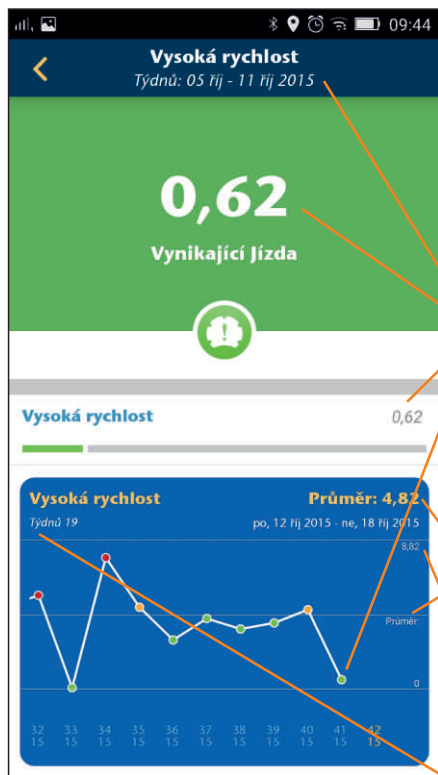 09:44
Vysoká rychlost
Týdnů: 05 říj - 11 říj 2015
0,62
Vynikající Jízda
Vysoká rychlost 0,62
Vysoká rychlost Průměr: 4,82
Týdnů 19 po, 12 říj 2015 - ne, 18 říj 2015
8,82
Průměr
0
32 33 34 35 36 37 38 39 40 41 42
15 15 15 15 15 15 15 15 15 15 15